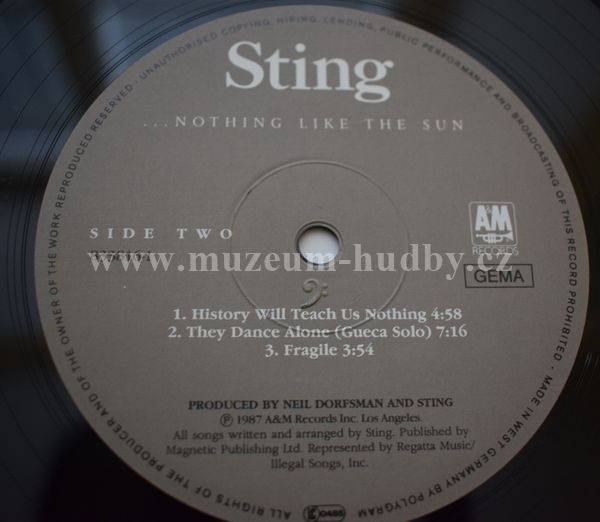 Sting
...NOTHING LIKE THE SUN
SIDE TWO
A&M
RECORDS
GEMA
www.muzeum-hudby.cz
1. History Will Teach Us Nothing 4:58
2. They Dance Alone (Gueca Solo) 7:16
3. Fragile 3:54
PRODUCED BY NEIL DORFSMAN AND STING
Ⓟ 1987 A&M Records Inc. Los Angeles.
All songs written and arranged by Sting. Published by
Magnetic Publishing Ltd. Represented by Regatta Music/
Illegal Songs, Inc.
ALL RIGHTS OF THE PRODUCER AND OF THE OWNER OF THE WORK REPRODUCED RESERVED - UNAUTHORISED COPYING, HIRING, LENDING, PUBLIC PERFORMANCE AND BROADCASTING OF THIS RECORD PROHIBITED · MADE IN WEST GERMANY BY POLYGRAM
LC 0485